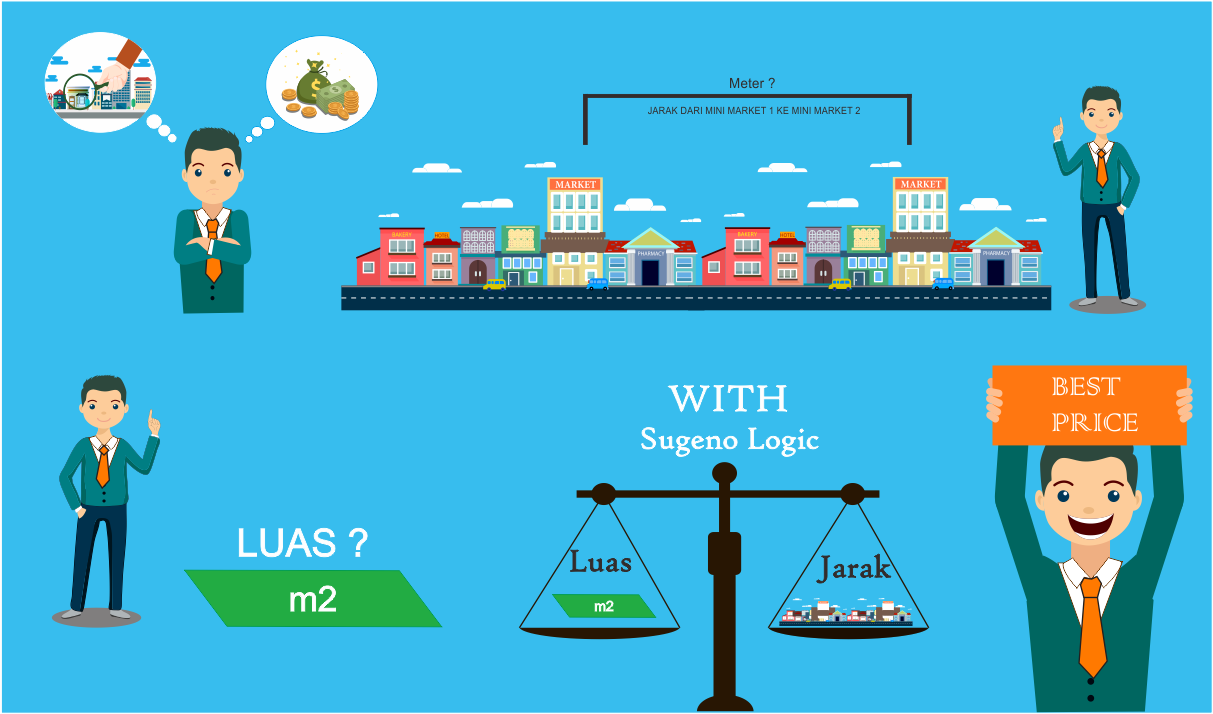 Meter ?
JARAK DARI MINI MARKET 1 KE MINI MARKET 2
MARKET
MARKET
BAKERY
HOTEL
PHARMACY
BAKERY
HOTEL
PHARMACY
WITH
Sugeno Logic
BEST
PRICE
LUAS ?
m2
Luas
m2
Jarak